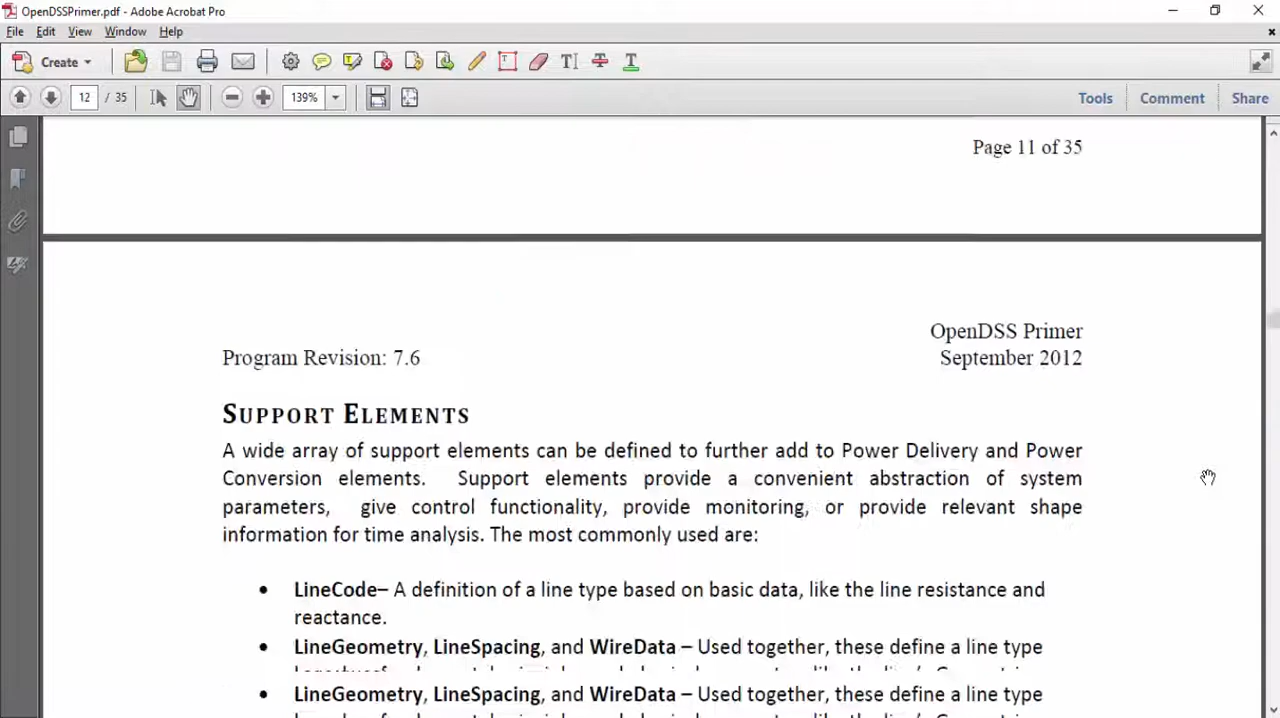 OpenDSSPrimer.pdf - Adobe Acrobat Pro
File Edit View Window Help
Create
12 / 35 139% Tools Comment Share
Page 11 of 35
OpenDSS Primer
Program Revision: 7.6 September 2012
SUPPORT ELEMENTS
A wide array of support elements can be defined to further add to Power Delivery and Power
Conversion elements. Support elements provide a convenient abstraction of system
parameters, give control functionality, provide monitoring, or provide relevant shape
information for time analysis. The most commonly used are:
• LineCode– A definition of a line type based on basic data, like the line resistance and
reactance.
• LineGeometry, LineSpacing, and WireData – Used together, these define a line type
• LineGeometry, LineSpacing, and WireData – Used together, these define a line type